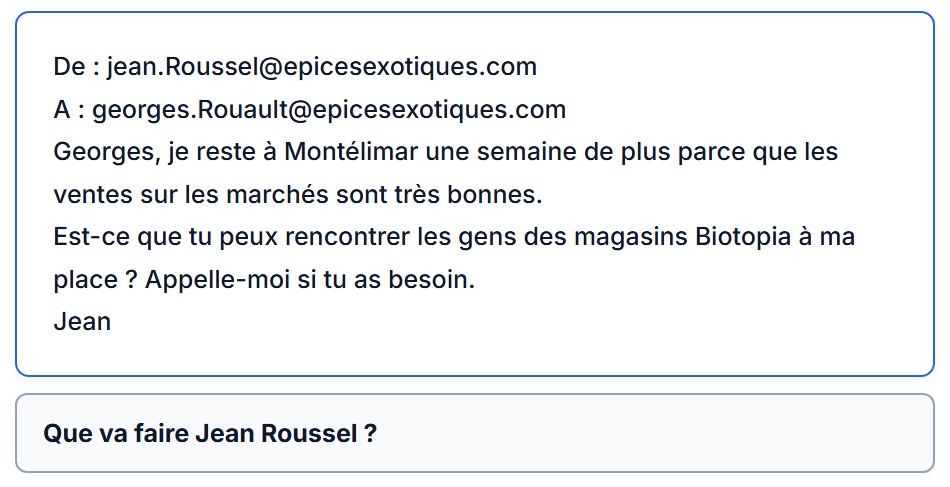 De : jean.Roussel@epicesexotiques.com
A : georges.Rouault@epicesexotiques.com
Georges, je reste à Montélimar une semaine de plus parce que les
ventes sur les marchés sont très bonnes.
Est-ce que tu peux rencontrer les gens des magasins Biotopia à ma
place ? Appelle-moi si tu as besoin.
Jean
Que va faire Jean Roussel ?